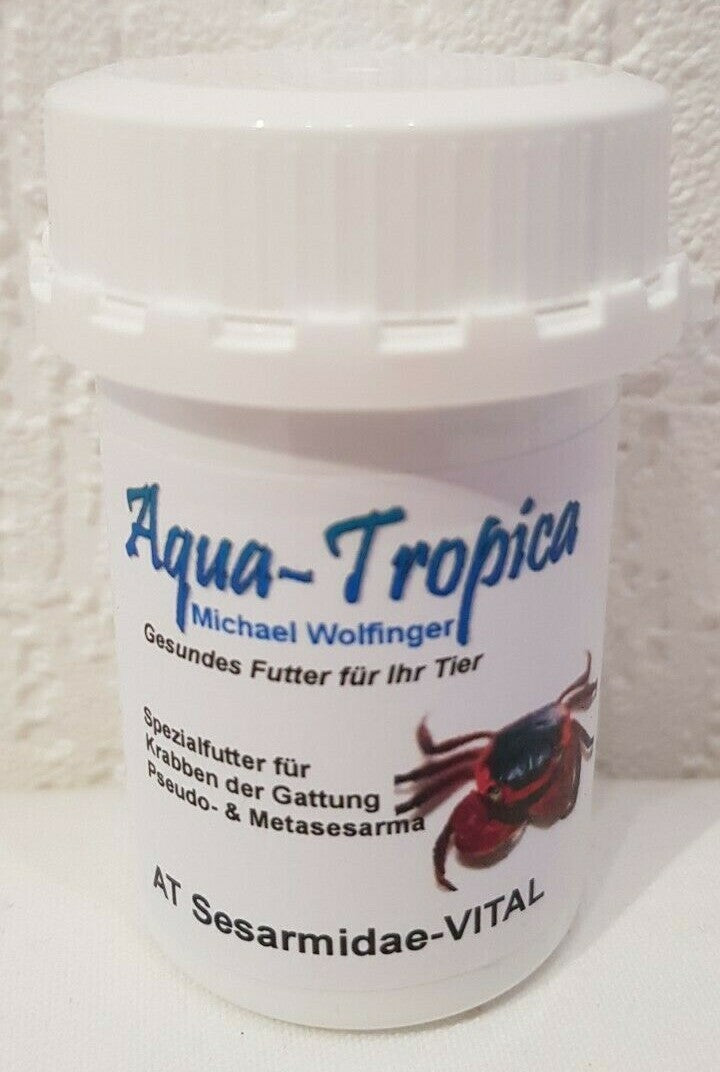 Aqua-Tropica
Michael Wolfinger
Gesundes Futter für Ihr Tier
Spezialfutter für
Krabben der Gattung
Pseudo- & Metasesarma
AT Sesarmidae-VITAL